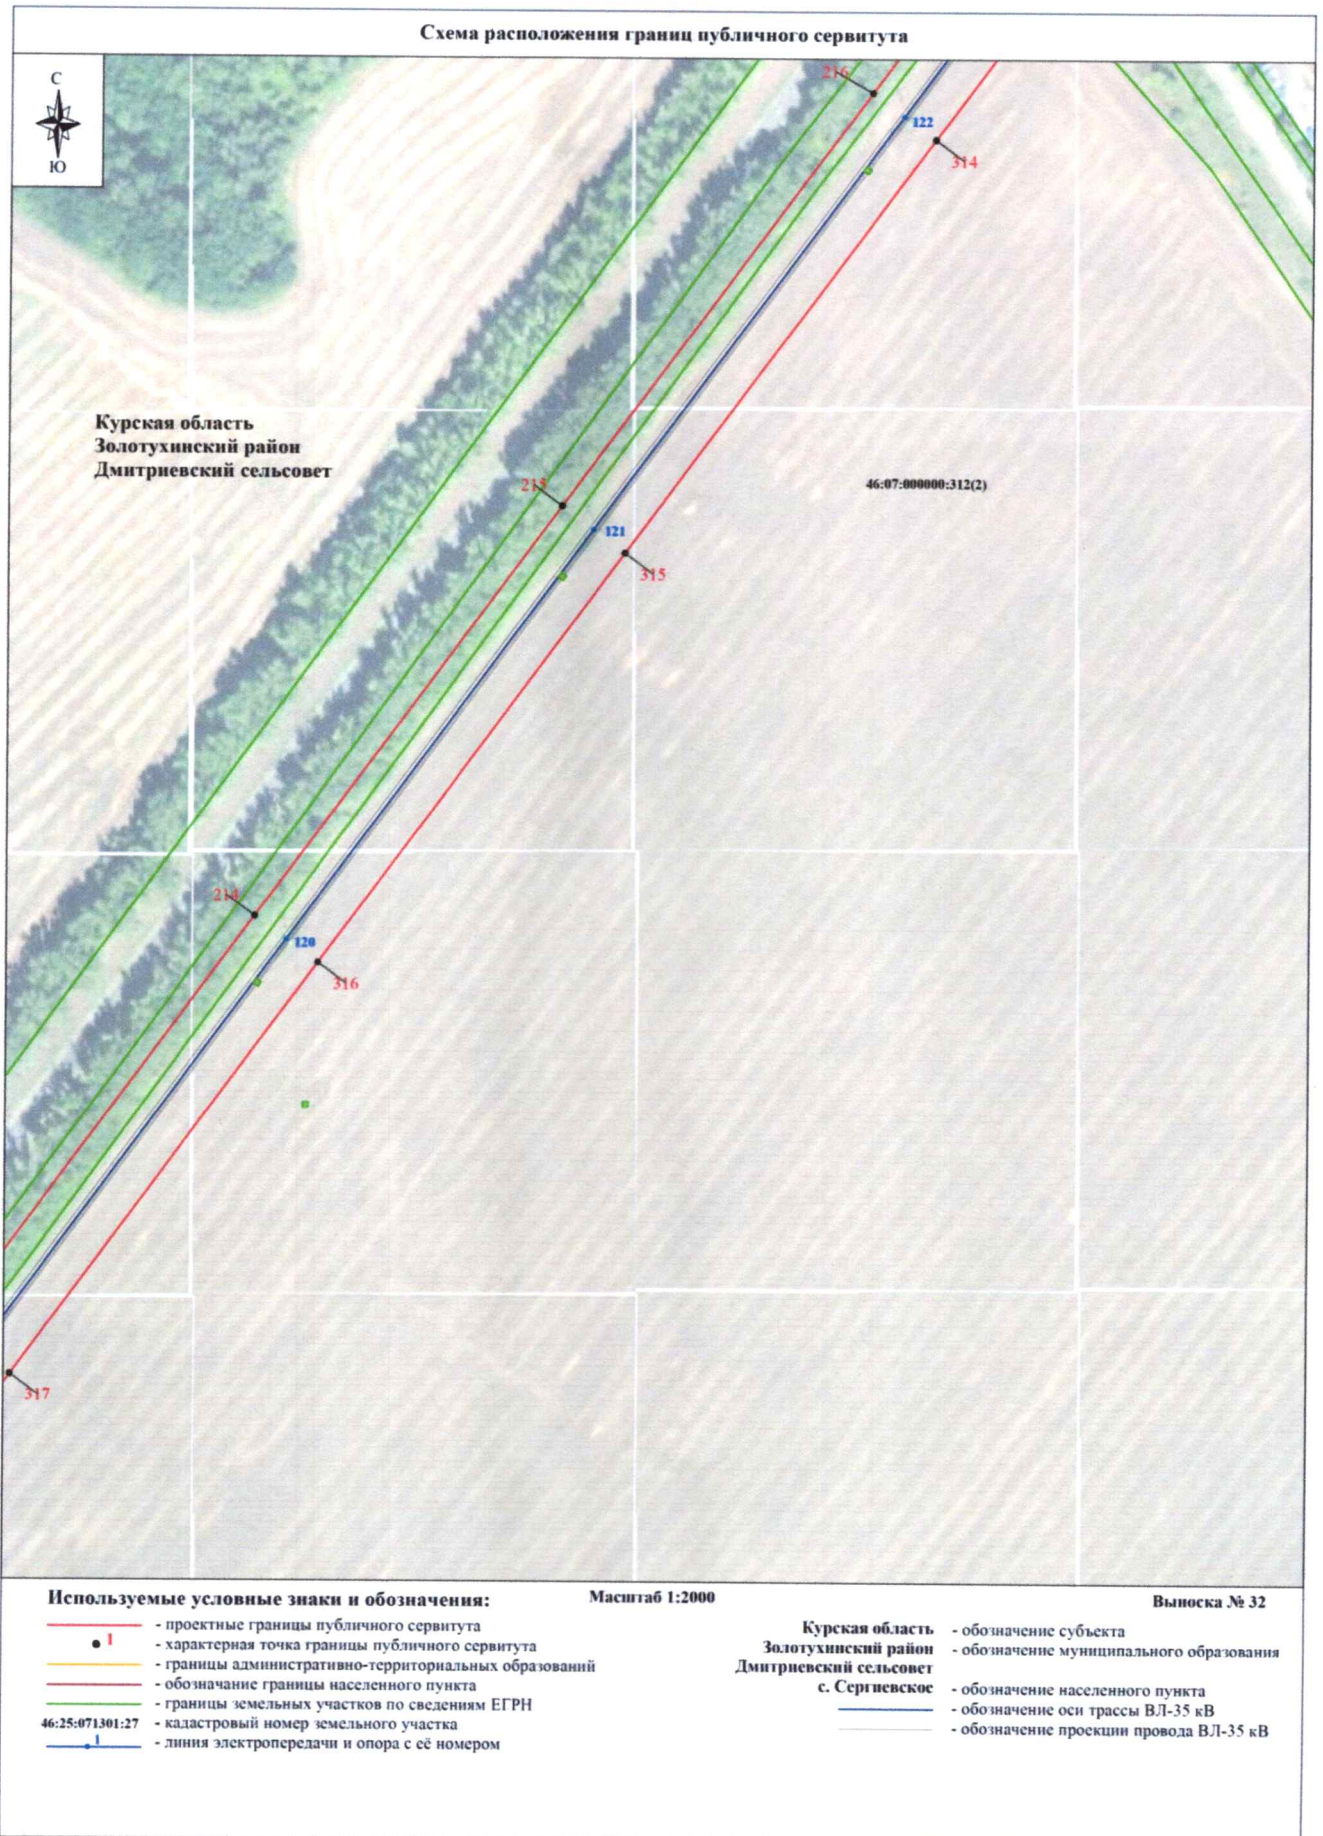 Схема расположения границ публичного сервитута
С
Ю
216
122
314
Курская область
Золотухинский район
Дмитриевский сельсовет
46:07:000000:312(2)
215
121
315
214
120
316
317
Используемые условные знаки и обозначения:
Масштаб 1:2000
Выноска № 32
- проектные границы публичного сервитута
1
- характерная точка границы публичного сервитута
- границы административно-территориальных образований
- обозначание границы населенного пункта
- границы земельных участков по сведениям ЕГРН
46:25:071301:27 - кадастровый номер земельного участка
1
- линия электропередачи и опора с её номером
Курская область - обозначение субъекта
Золотухинский район - обозначение муниципального образования
Дмитриевский сельсовет
с. Сергиевское - обозначение населенного пункта
- обозначение оси трассы ВЛ-35 кВ
- обозначение проекции провода ВЛ-35 кВ